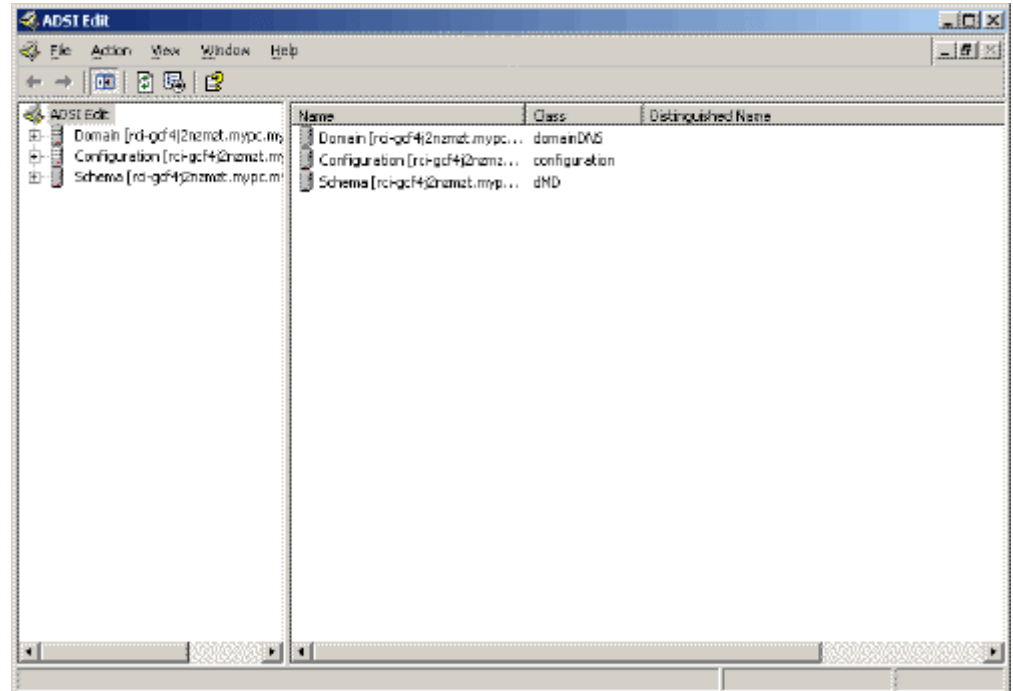 ADSI Edit
File Action View Window Help
ADSI Edit
Domain [rci-gcf4j2nzmzt.mypc.my
Configuration [rci-gcf4j2nzmzt.my
Schema [rci-gcf4j2nzmzt.mypc.my
Name Class Distinguished Name
Domain [rci-gcf4j2nzmzt.mypc... domainDNS
Configuration [rci-gcf4j2nzmz... configuration
Schema [rci-gcf4j2nzmzt.myp... dMD